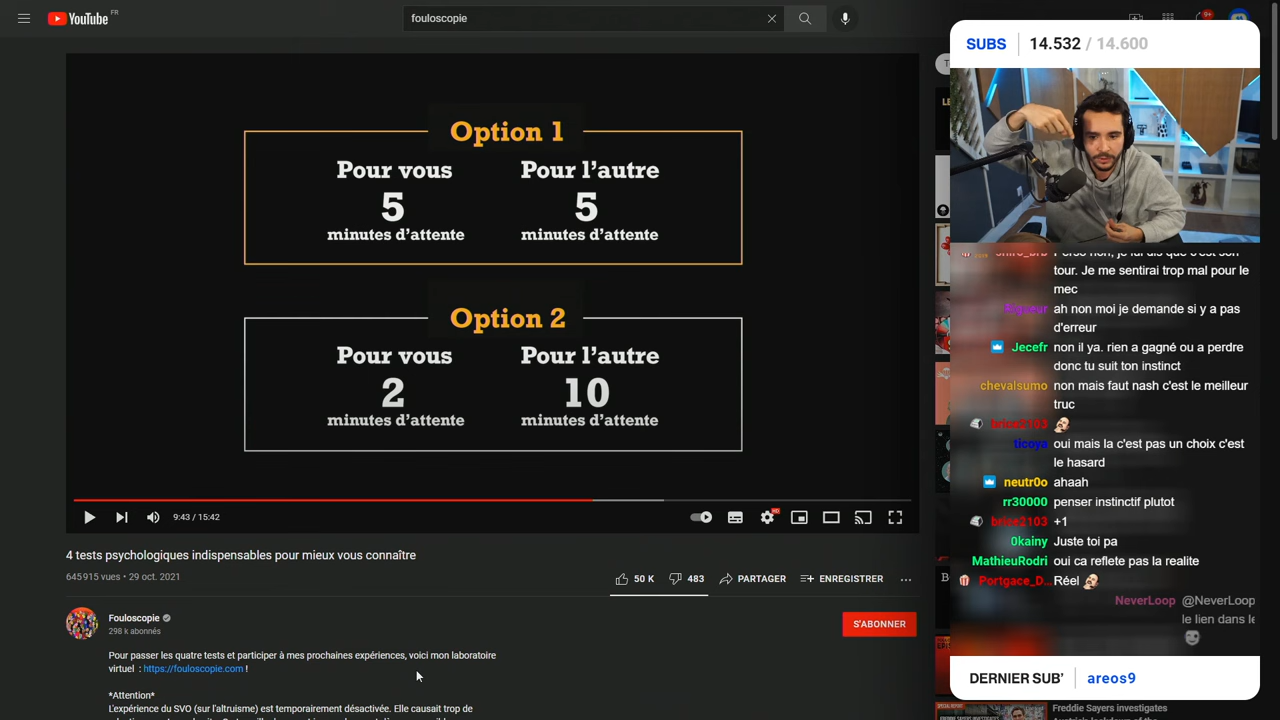 YouTube FR
fouloscopie
9+
Option 1
Pour vous
Pour l'autre
5
5
minutes d'attente
minutes d'attente
Option 2
Pour vous
Pour l'autre
2
10
minutes d'attente
minutes d'attente
9:43 / 15:42
HD
4 tests psychologiques indispensables pour mieux vous connaître
645 915 vues • 29 oct. 2021
50 K
483
PARTAGER
ENREGISTRER
Fouloscopie
298 k abonnés
S'ABONNER
Pour passer les quatre tests et participer à mes prochaines expériences, voici mon laboratoire
virtuel : https://fouloscopie.com !
*Attention*
L'expérience du SVO (sur l'altruisme) est temporairement désactivée. Elle causait trop de
SUBS 14.532 / 14.600
tour. Je me sentirai trop mal pour le
mec
ah non moi je demande si y a pas
d'erreur
Jecefr non il ya. rien a gagné ou a perdre
donc tu suit ton instinct
chevalsumo non mais faut nash c'est le meilleur
truc
brice2103
ticoya oui mais la c'est pas un choix c'est
le hasard
neutr0o ahaah
rr30000 penser instinctif plutot
brice2103 +1
0kainy Juste toi pa
MathieuRodri oui ca reflete pas la realite
Portgace_D... Réel
NeverLoop @NeverLoop
le lien dans le
DERNIER SUB' areos9
Freddie Sayers investigates